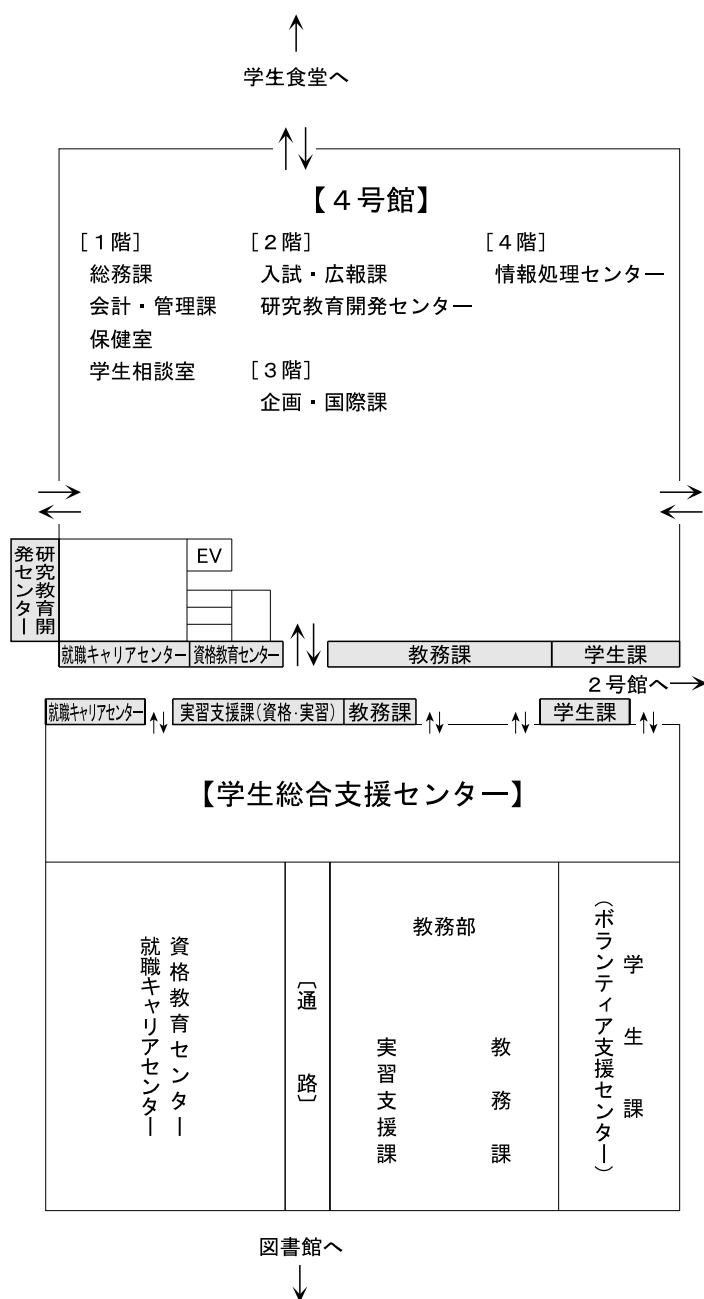 学生食堂へ
【4号館】
[1階]
総務課
会計・管理課
保健室
学生相談室
[2階]
入試・広報課
研究教育開発センター
[3階]
企画・国際課
[4階]
情報処理センター
研究教育開
発センター
EV
就職キャリアセンター
資格教育センター
教務課
学生課
2号館へ
就職キャリアセンター
実習支援課(資格・実習)
教務課
学生課
【学生総合支援センター】
資格教育センター
就職キャリアセンター
〔通路〕
教務部
教務課
実習支援課
学生課
(ボランティア支援センター)
図書館へ